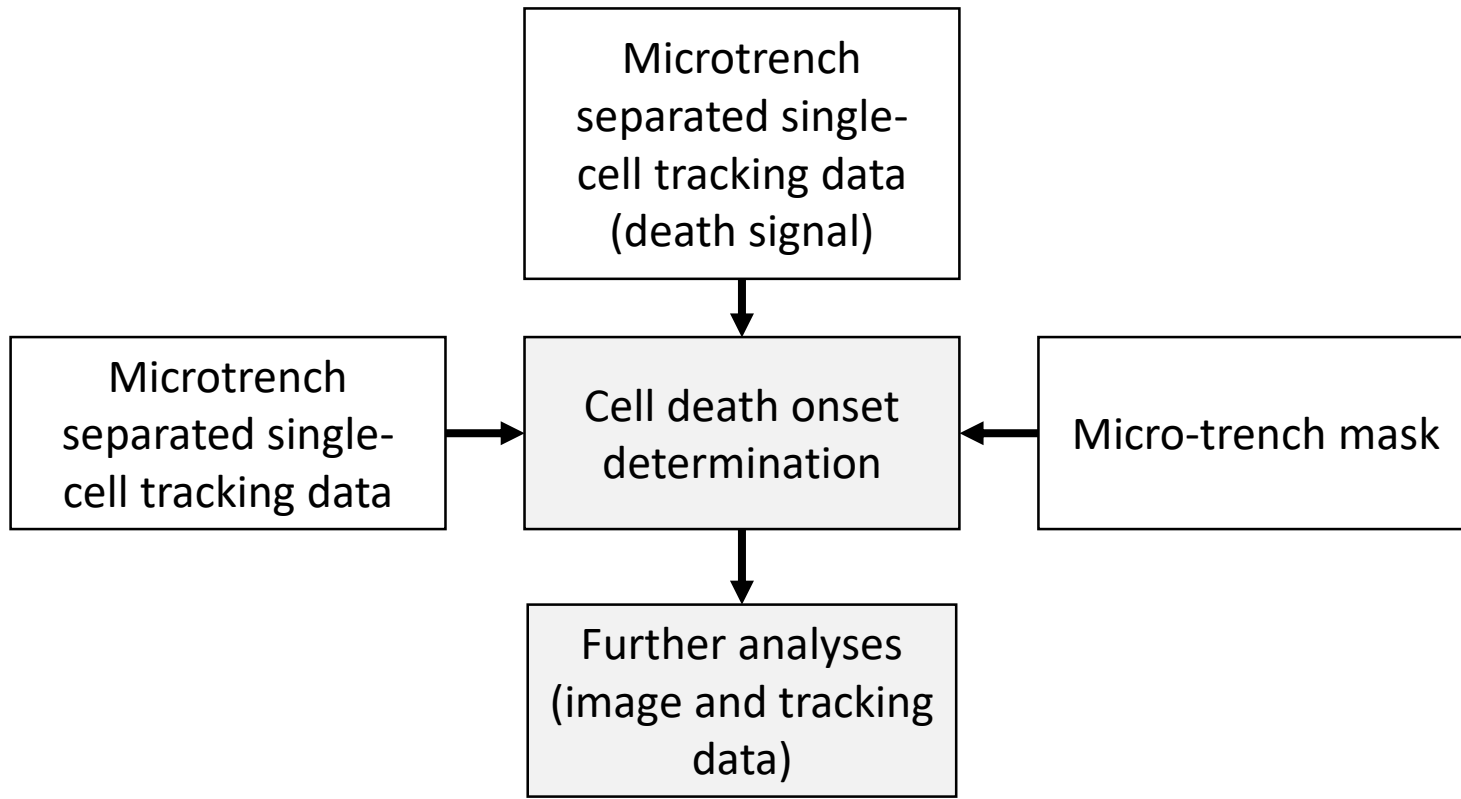 Microtrench
separated single-
cell tracking data
(death signal)
Microtrench
separated single-
cell tracking data
Cell death onset
determination
Micro-trench mask
Further analyses
(image and tracking
data)